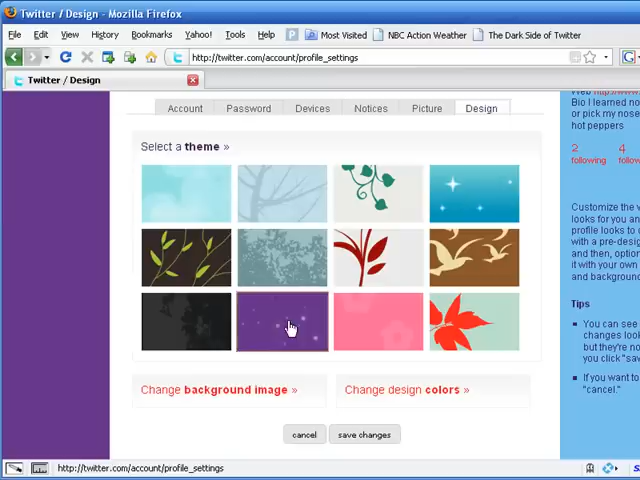 Twitter / Design - Mozilla Firefox
File Edit View History Bookmarks Yahoo! Tools Help P Most Visited NBC Action Weather The Dark Side of Twitter
http://twitter.com/account/profile_settings
Twitter / Design
Account Password Devices Notices Picture Design
Select a theme »
Change background image »
Change design colors »
cancel save changes
Bio I learned no
or pick my nose
hot peppers
2 4
following
Customize the v
looks for you an
profile looks to o
with a pre-design
and then, option
it with your own
and background
Tips
You can see
changes look
but they're no
you click "sav
If you want to
"cancel."
http://twitter.com/account/profile_settings